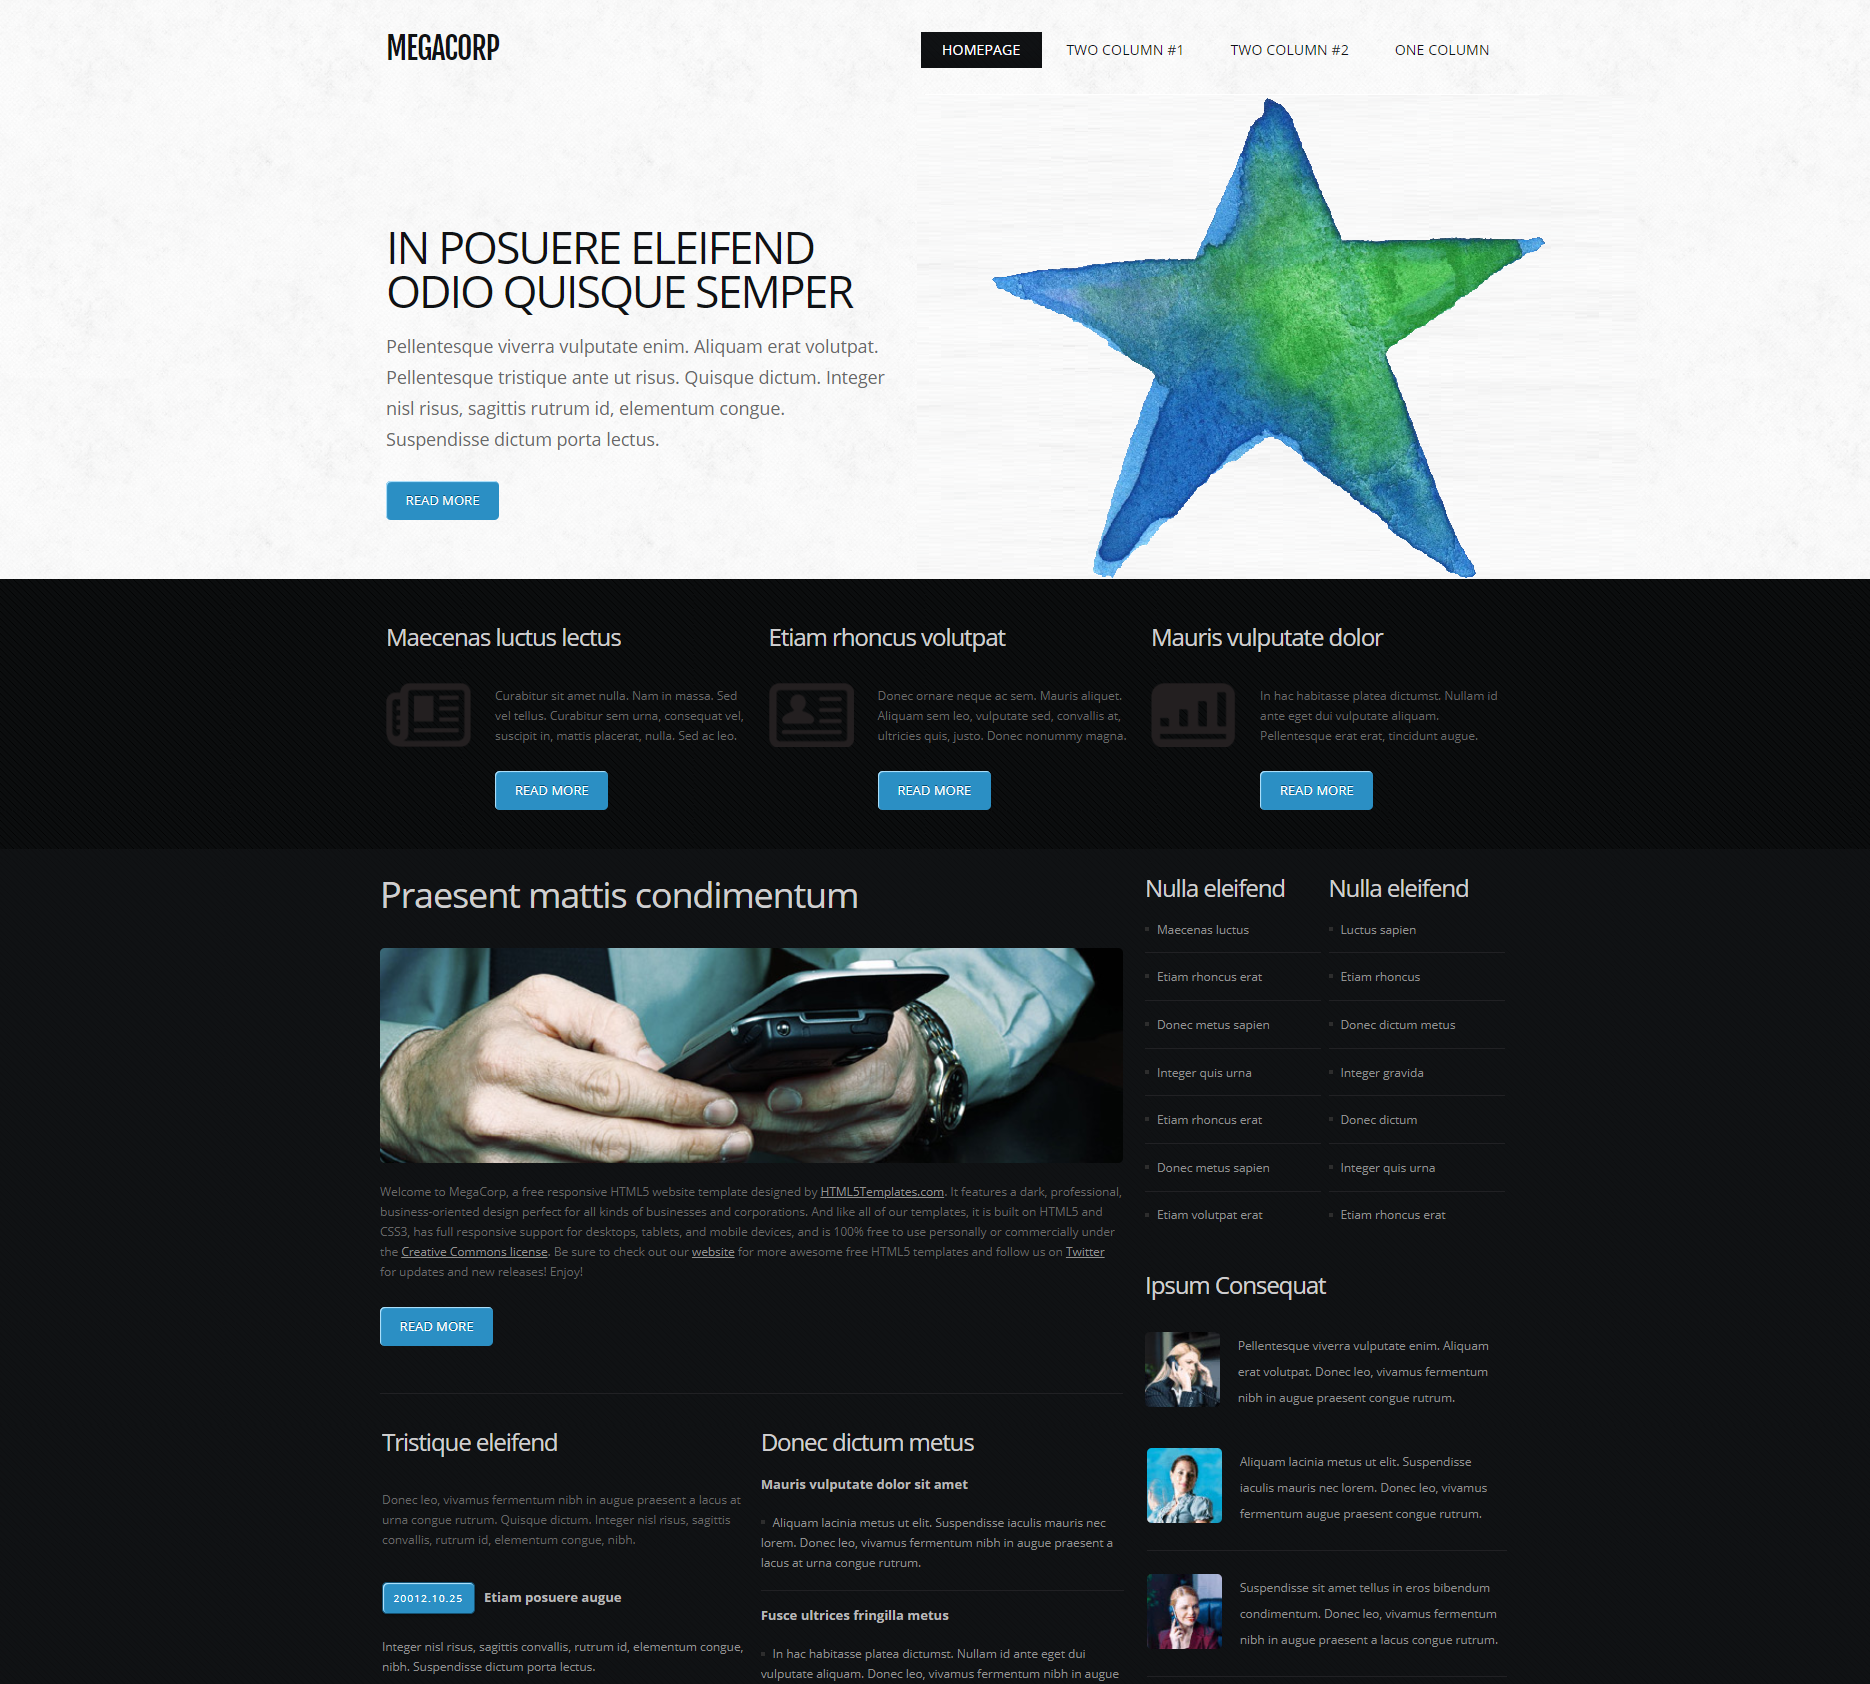 MEGACORP
HOMEPAGE
TWO COLUMN #1
TWO COLUMN #2
ONE COLUMN
IN POSUERE ELEIFEND
ODIO QUISQUE SEMPER
Pellentesque viverra vulputate enim. Aliquam erat volutpat.
Pellentesque tristique ante ut risus. Quisque dictum. Integer
nisl risus, sagittis rutrum id, elementum congue.
Suspendisse dictum porta lectus.
READ MORE
Maecenas luctus lectus
Curabitur sit amet nulla. Nam in massa. Sed
vel tellus. Curabitur sem urna, consequat vel,
suscipit in, mattis placerat, nulla. Sed ac leo.
READ MORE
Etiam rhoncus volutpat
Donec ornare neque ac sem. Mauris aliquet.
Aliquam sem leo, vulputate sed, convallis at,
ultricies quis, justo. Donec nonummy magna.
READ MORE
Mauris vulputate dolor
In hac habitasse platea dictumst. Nullam id
ante eget dui vulputate aliquam.
Pellentesque erat erat, tincidunt augue.
READ MORE
Praesent mattis condimentum
Welcome to MegaCorp, a free responsive HTML5 website template designed by HTML5Templates.com. It features a dark, professional,
business-oriented design perfect for all kinds of businesses and corporations. And like all of our templates, it is built on HTML5 and
CSS3, has full responsive support for desktops, tablets, and mobile devices, and is 100% free to use personally or commercially under
the Creative Commons license. Be sure to check out our website for more awesome free HTML5 templates and follow us on Twitter
for updates and new releases! Enjoy!
READ MORE
Tristique eleifend
Donec leo, vivamus fermentum nibh in augue praesent a lacus at
urna congue rutrum. Quisque dictum. Integer nisl risus, sagittis
convallis, rutrum id, elementum congue, nibh.
20012.10.25
Etiam posuere augue
Integer nisl risus, sagittis convallis, rutrum id, elementum congue,
nibh. Suspendisse dictum porta lectus.
Donec dictum metus
Mauris vulputate dolor sit amet
Aliquam lacinia metus ut elit. Suspendisse iaculis mauris nec
lorem. Donec leo, vivamus fermentum nibh in augue praesent a
lacus at urna congue rutrum.
Fusce ultrices fringilla metus
In hac habitasse platea dictumst. Nullam id ante eget dui
vulputate aliquam. Donec leo, vivamus fermentum nibh in augue
Nulla eleifend
Maecenas luctus
Etiam rhoncus erat
Donec metus sapien
Integer quis urna
Etiam rhoncus erat
Donec metus sapien
Etiam volutpat erat
Nulla eleifend
Luctus sapien
Etiam rhoncus
Donec dictum metus
Integer gravida
Donec dictum
Integer quis urna
Etiam rhoncus erat
Ipsum Consequat
Pellentesque viverra vulputate enim. Aliquam
erat volutpat. Donec leo, vivamus fermentum
nibh in augue praesent congue rutrum.
Aliquam lacinia metus ut elit. Suspendisse
iaculis mauris nec lorem. Donec leo, vivamus
fermentum augue praesent congue rutrum.
Suspendisse sit amet tellus in eros bibendum
condimentum. Donec leo, vivamus fermentum
nibh in augue praesent a lacus congue rutrum.